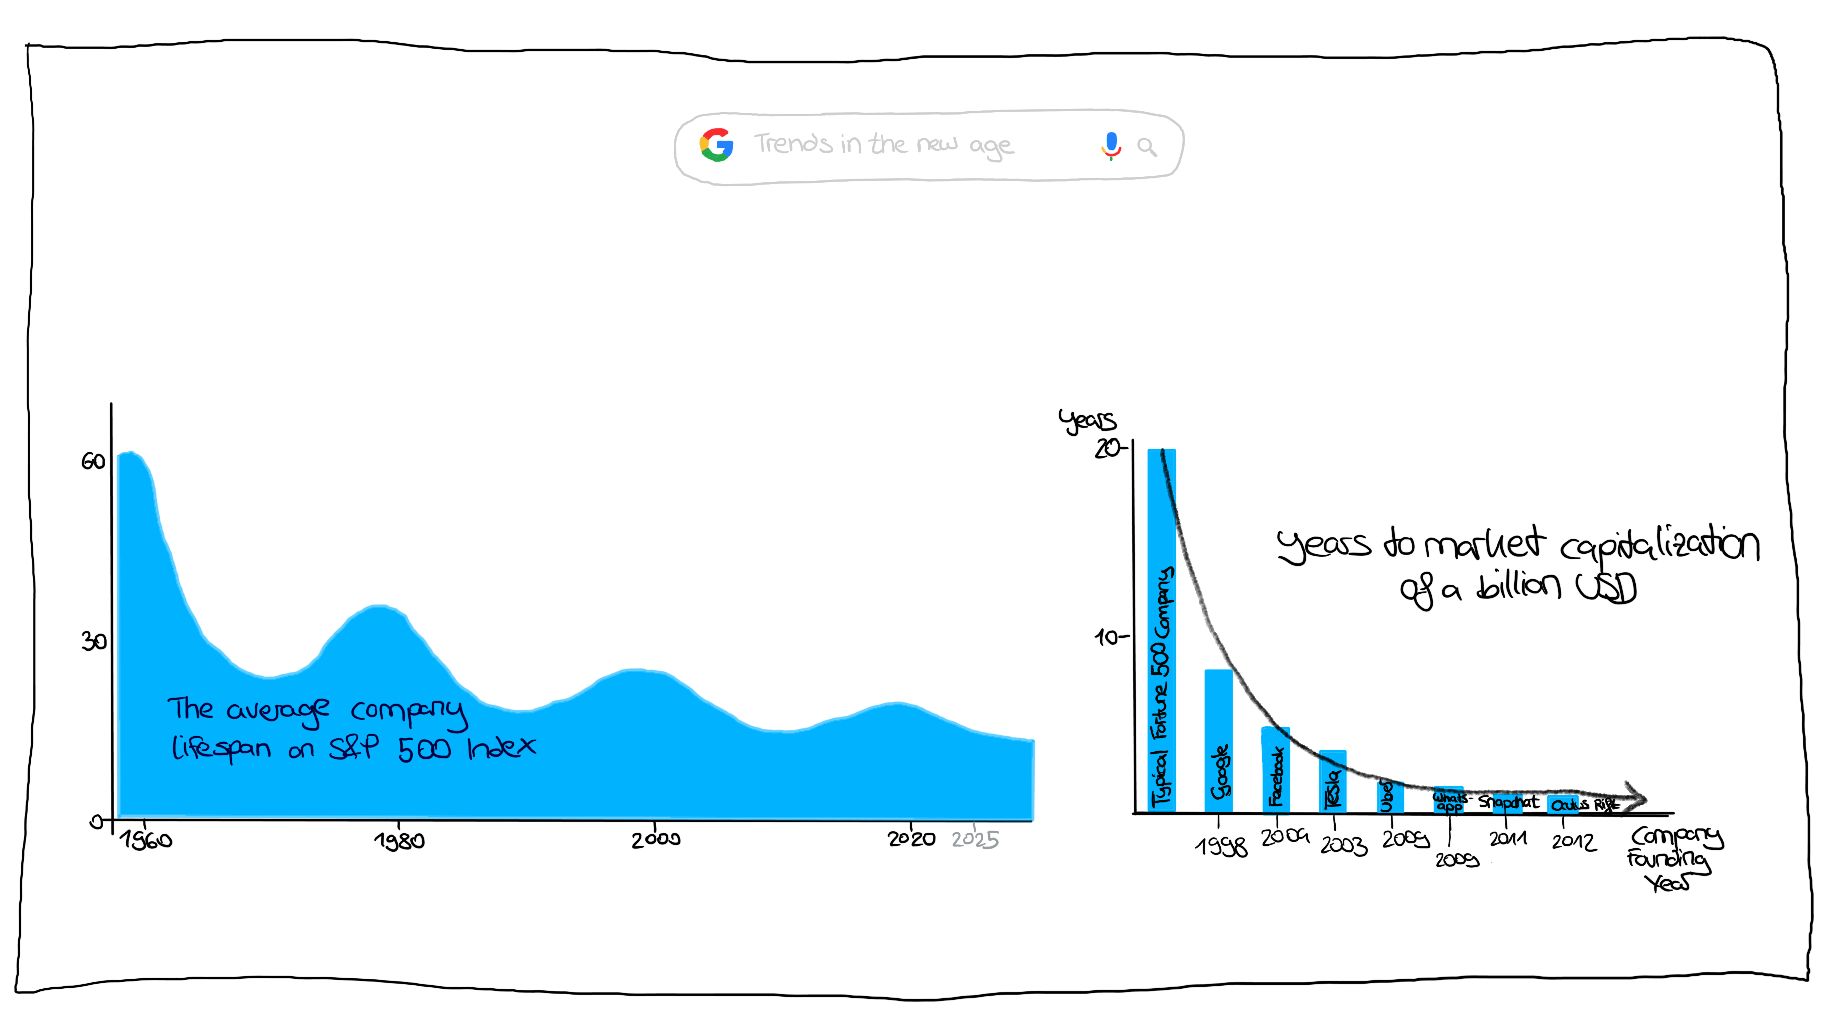 Trends in the new age
60
30
0
1960
1980
2000
2020
2025
The average company
lifespan on S&P 500 Index
years
20
10
years to market capitalization
of a billion USD
Typical Fortune 500 Company
Google
Facebook
Tesla
Uber
Whats-
app
Snapchat
Oculus Rift
1998
2004
2003
2009
2009
2011
2012
Company
Founding
Year